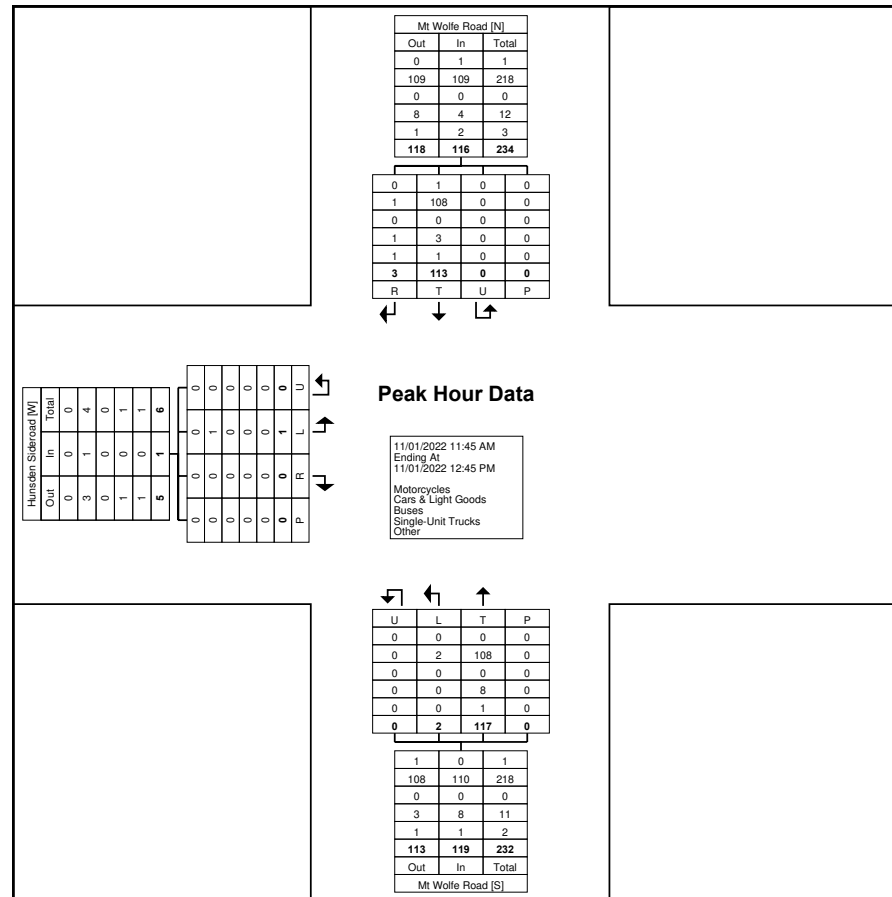 Mt Wolfe Road [N]
Out In Total
0 1 1
109 109 218
0 0 0
8 4 12
1 2 3
118 116 234
0 1 0 0
1 108 0 0
0 0 0 0
1 3 0 0
1 1 0 0
3 113 0 0
R T U P
Hunsden Sideroad [W]
Out In Total
0 0 0
3 1 4
0 0 0
1 0 1
1 0 1
5 1 6
0 0 0 0
0 0 1 0
0 0 0 0
0 0 0 0
0 0 0 0
0 0 1 0
P R L U
Peak Hour Data
11/01/2022 11:45 AM
Ending At
11/01/2022 12:45 PM
Motorcycles
Cars & Light Goods
Buses
Single-Unit Trucks
Other
U L T P
0 0 0 0
0 2 108 0
0 0 0 0
0 0 8 0
0 0 1 0
0 2 117 0
1 0 1
108 110 218
0 0 0
3 8 11
1 1 2
113 119 232
Out In Total
Mt Wolfe Road [S]